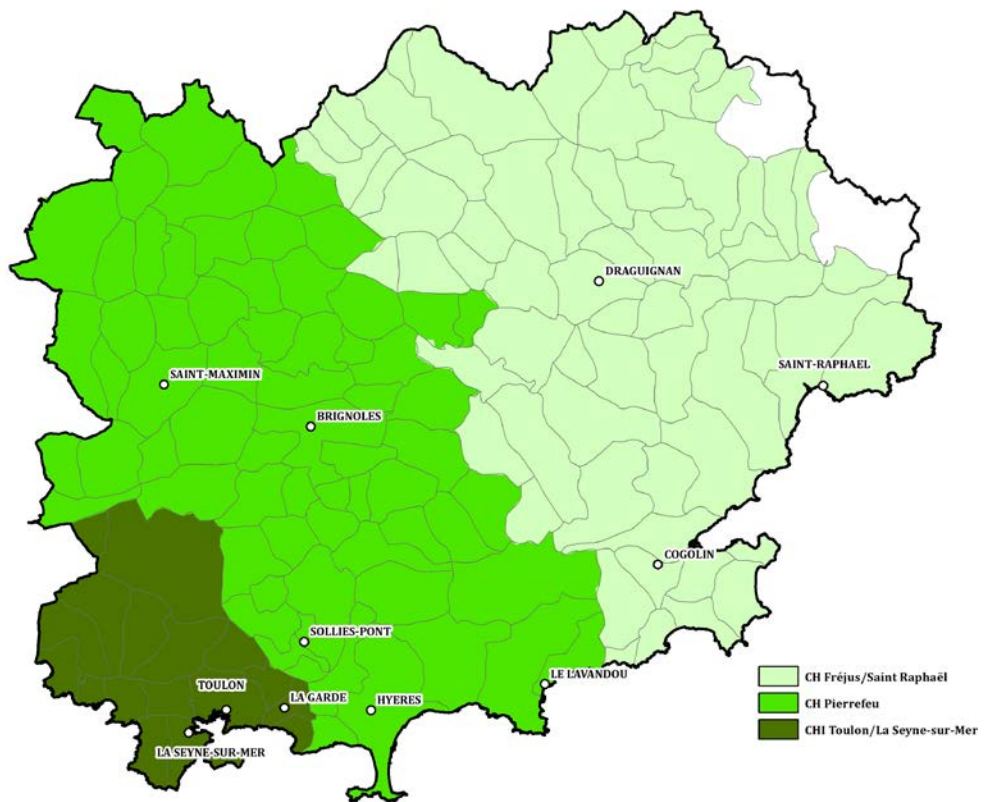 DRAGUIGNAN
SAINT-RAPHAEL
SAINT-MAXIMIN
BRIGNOLES
COGOLIN
SOLLIES-PONT
LE LAVANDOU
TOULON
LA GARDE
HYERES
LA SEYNE-SUR-MER
CH Fréjus/Saint Raphaël
CH Pierrefeu
CHI Toulon/La Seyne-sur-Mer